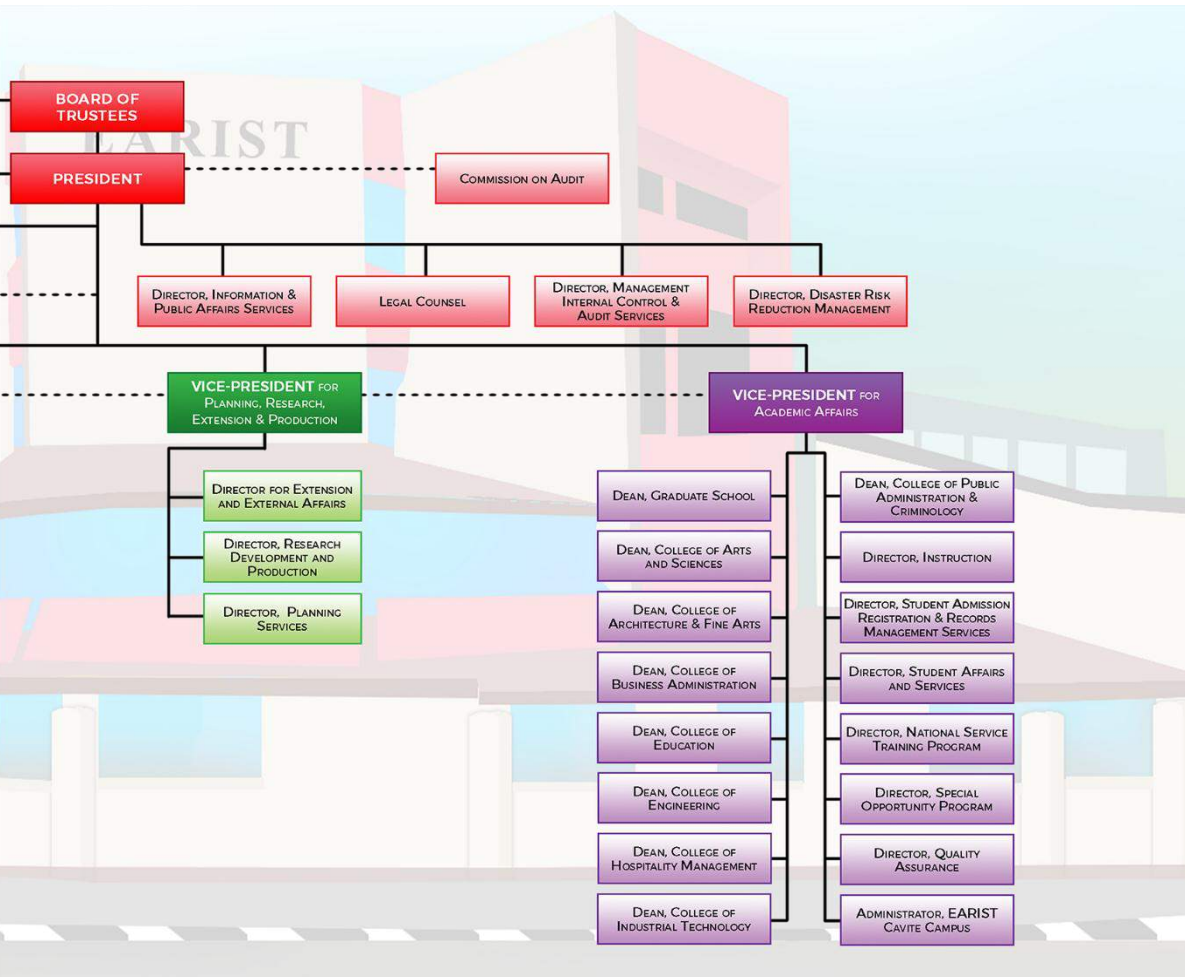 BOARD OF
TRUSTEES
EARIST
PRESIDENT
COMMISSION ON AUDIT
DIRECTOR, INFORMATION &
PUBLIC AFFAIRS SERVICES
LEGAL COUNSEL
DIRECTOR, MANAGEMENT
INTERNAL CONTROL &
AUDIT SERVICES
DIRECTOR, DISASTER RISK
REDUCTION MANAGEMENT
VICE-PRESIDENT FOR
PLANNING, RESEARCH,
EXTENSION & PRODUCTION
VICE-PRESIDENT FOR
ACADEMIC AFFAIRS
DIRECTOR FOR EXTENSION
AND EXTERNAL AFFAIRS
DIRECTOR, RESEARCH
DEVELOPMENT AND
PRODUCTION
DIRECTOR, PLANNING
SERVICES
DEAN, GRADUATE SCHOOL
DEAN, COLLEGE OF ARTS
AND SCIENCES
DEAN, COLLEGE OF
ARCHITECTURE & FINE ARTS
DEAN, COLLEGE OF
BUSINESS ADMINISTRATION
DEAN, COLLEGE OF
EDUCATION
DEAN, COLLEGE OF
ENGINEERING
DEAN, COLLEGE OF
HOSPITALITY MANAGEMENT
DEAN, COLLEGE OF
INDUSTRIAL TECHNOLOGY
DEAN, COLLEGE OF PUBLIC
ADMINISTRATION &
CRIMINOLOGY
DIRECTOR, INSTRUCTION
DIRECTOR, STUDENT ADMISSION
REGISTRATION & RECORDS
MANAGEMENT SERVICES
DIRECTOR, STUDENT AFFAIRS
AND SERVICES
DIRECTOR, NATIONAL SERVICE
TRAINING PROGRAM
DIRECTOR, SPECIAL
OPPORTUNITY PROGRAM
DIRECTOR, QUALITY
ASSURANCE
ADMINISTRATOR, EARIST
CAVITE CAMPUS